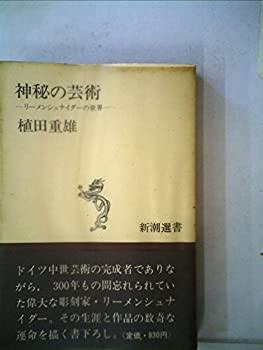 神秘の芸術
―リーメンシュナイダーの世界―
植田重雄
新潮選書
ドイツ中世芸術の完成者でありな
がら、300年もの間忘れられてい
た偉大な彫刻家・リーメンシュナ
イダー。その生涯と作品の数奇な
運命を描く書下ろし。〈定価・830円〉